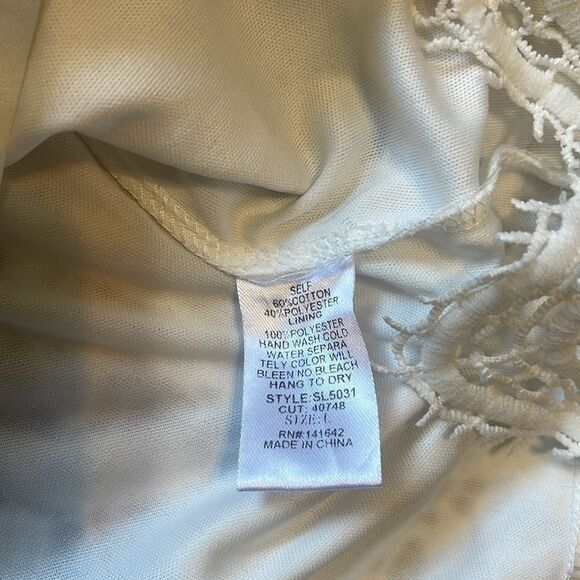 SELF
60%COTTON
40%POLYESTER
LINING
100%POLYESTER
HAND WASH COLD
WATER SEPARA
TELY COLOR WILL
BLEEN NO BLEACH
HANG TO DRY
STYLE:SL5031
CUT: 40748
SIZE:L
RN#:141642
MADE IN CHINA